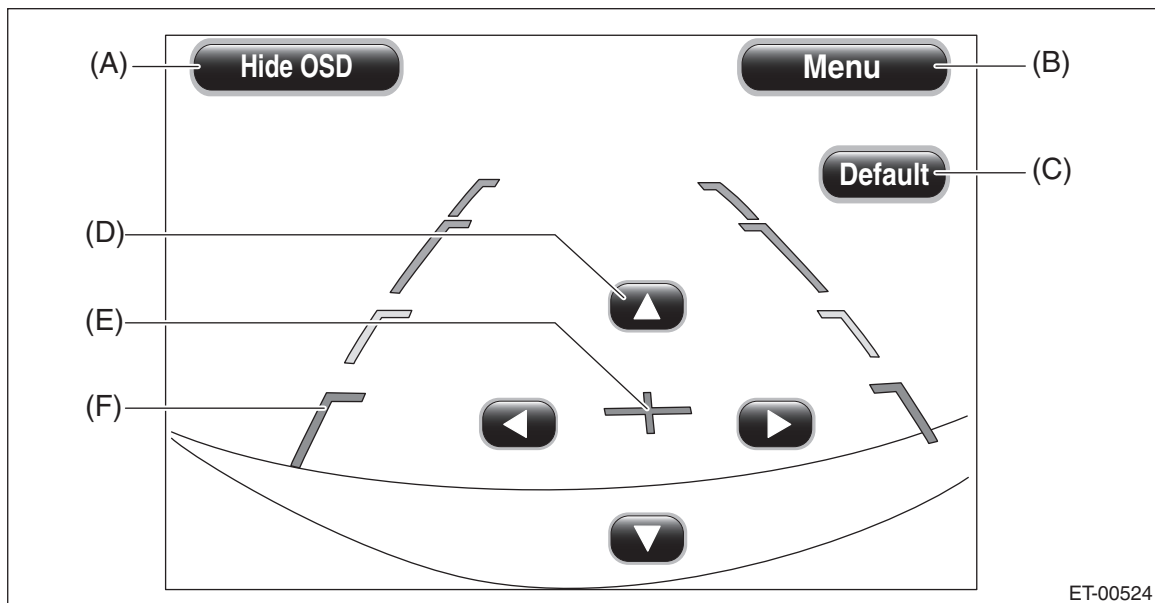 (A)
Hide OSD
Menu
(B)
Default
(C)
(D)
(E)
(F)
ET-00524